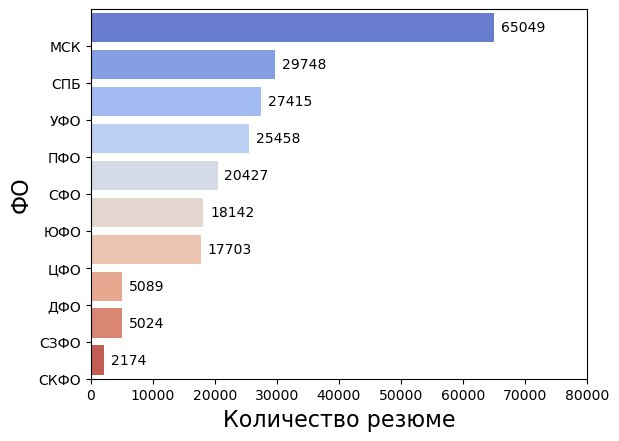 65049
МСК
29748
СПБ
27415
УФО
25458
ПФО
20427
СФО
18142
ЮФО
17703
ЦФО
5089
ДФО
5024
СЗФО
2174
СКФО
ФО
0 10000 20000 30000 40000 50000 60000 70000 80000
Количество резюме